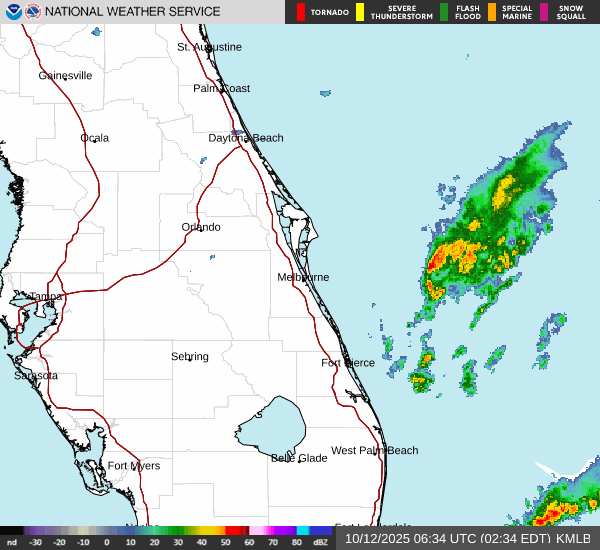 NATIONAL WEATHER SERVICE
TORNADO
SEVERE THUNDERSTORM
FLASH FLOOD
SPECIAL MARINE
SNOW SQUALL
St. Augustine
Gainesville
Palm Coast
Ocala
Daytona Beach
Orlando
Melbourne
Tampa
Sebring
Fort Pierce
Sarasota
West Palm Beach
Belle Glade
Fort Myers
nd -30 -20 -10 0 10 20 30 40 50 60 70 80 dBZ
10/12/2025 06:34 UTC (02:34 EDT) KMLB